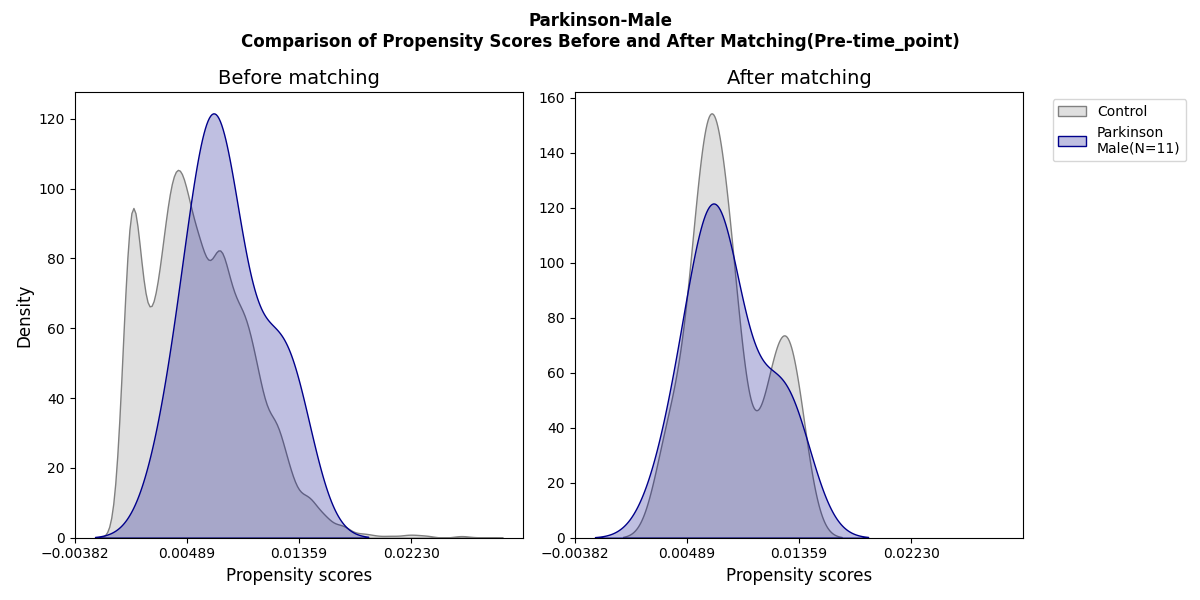 Parkinson-Male
Comparison of Propensity Scores Before and After Matching(Pre-time_point)
Before matching
After matching
Density
120
100
80
60
40
20
0
−0.00382
0.00489
0.01359
0.02230
Propensity scores
160
140
120
100
80
60
40
20
0
−0.00382
0.00489
0.01359
0.02230
Propensity scores
Control
Parkinson
Male(N=11)